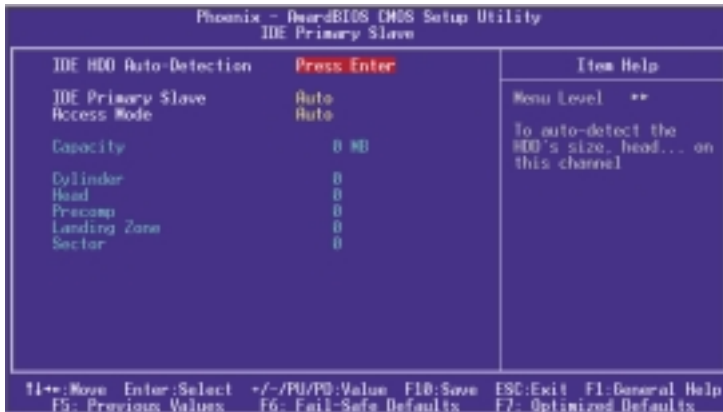 Phoenix - AwardBIOS CMOS Setup Utility
IDE Primary Slave
IDE HDD Auto-Detection Press Enter
Item Help
IDE Primary Slave Auto
Access Mode Auto
Menu Level ▸▸
To auto-detect the
HDD's size, head... on
this channel
Capacity 0 MB
Cylinder 0
Head 0
Precomp 0
Landing Zone 0
Sector 0
↑↓→←:Move Enter:Select +/-/PU/PD:Value F10:Save ESC:Exit F1:General Help
F5: Previous Values F6: Fail-Safe Defaults F7: Optimized Defaults